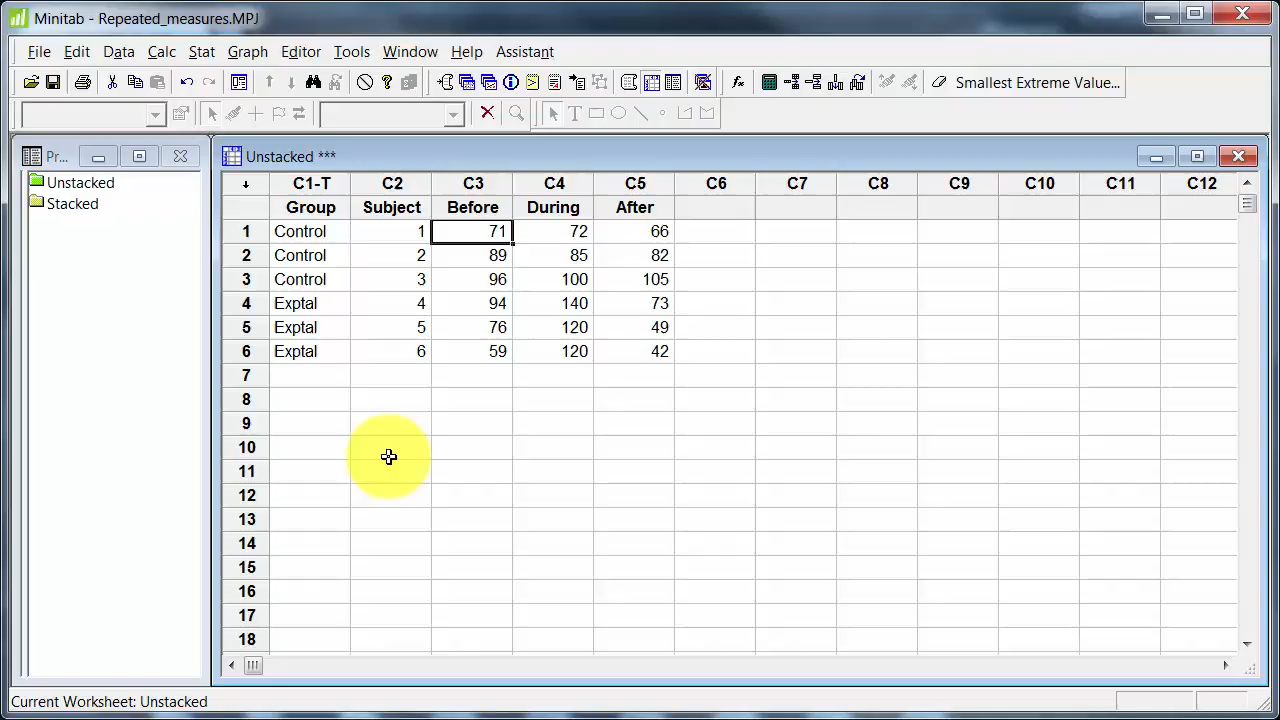 Minitab - Repeated_measures.MPJ
File Edit Data Calc Stat Graph Editor Tools Window Help Assistant
Smallest Extreme Value...
Pr... Unstacked ***
Unstacked
Stacked
C1-T C2 C3 C4 C5 C6 C7 C8 C9 C10 C11 C12
Group Subject Before During After
1 Control 1 71 72 66
2 Control 2 89 85 82
3 Control 3 96 100 105
4 Exptal 4 94 140 73
5 Exptal 5 76 120 49
6 Exptal 6 59 120 42
7
8
9
10
11
12
13
14
15
16
17
18
Current Worksheet: Unstacked